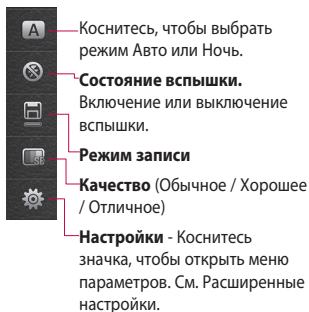 A
Коснитесь, чтобы выбрать
режим Авто или Ночь.
Состояние вспышки.
Включение или выключение
вспышки.
Режим записи
Качество (Обычное / Хорошее
/ Отличное)
Настройки - Коснитесь
значка, чтобы открыть меню
параметров. См. Расширенные
настройки.